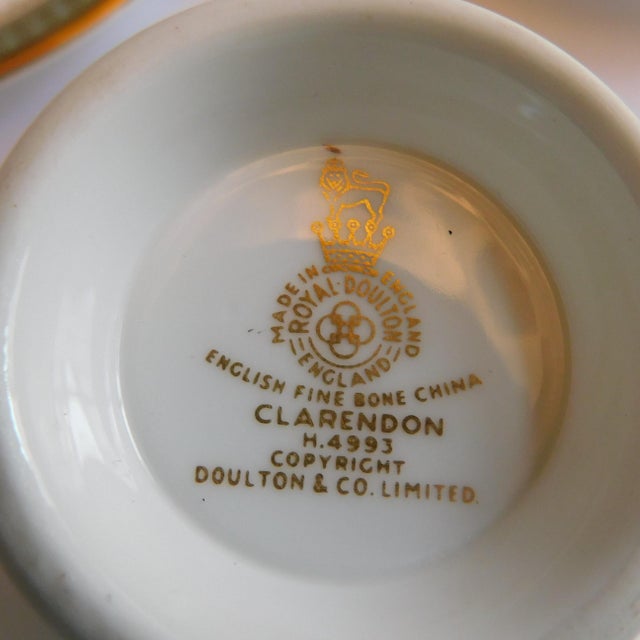 MADE IN ENGLAND
ROYAL·DOULTON
ENGLAND
ENGLISH FINE BONE CHINA
CLARENDON
H.4993
COPYRIGHT
DOULTON & CO. LIMITED.